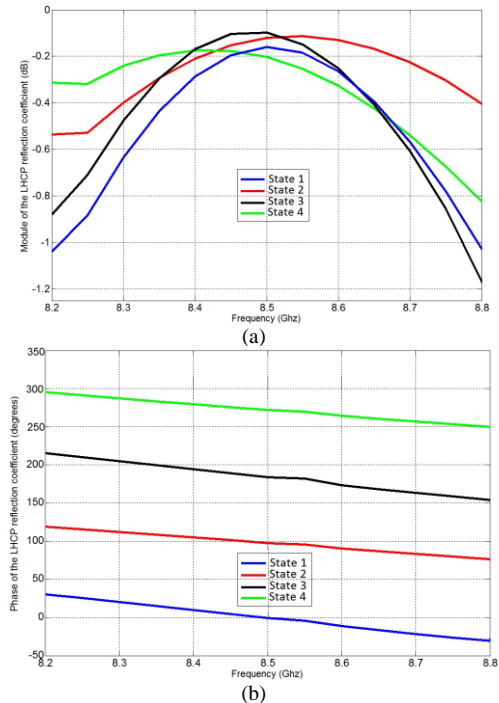 0
-0.2
-0.4
-0.6
-0.8
-1
-1.2
Module of the LHCP reflection coefficient (dB)
State 1
State 2
State 3
State 4
8.2 8.3 8.4 8.5 8.6 8.7 8.8
Frequency (Ghz)
(a)
350
300
250
200
150
100
50
0
-50
Phase of the LHCP reflection coefficient (degrees)
State 1
State 2
State 3
State 4
8.2 8.3 8.4 8.5 8.6 8.7 8.8
Frequency (Ghz)
(b)